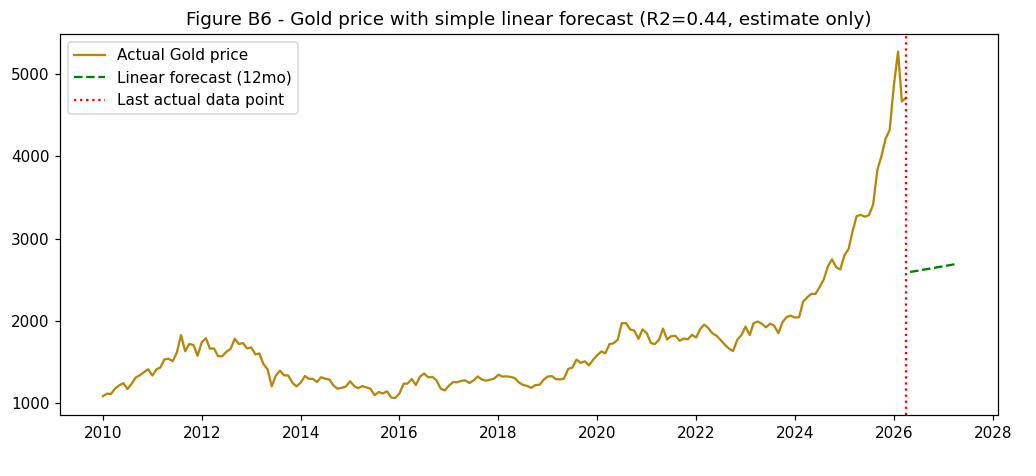 Figure B6 - Gold price with simple linear forecast (R2=0.44, estimate only)
Actual Gold price
Linear forecast (12mo)
Last actual data point
5000
4000
3000
2000
1000
2010 2012 2014 2016 2018 2020 2022 2024 2026 2028